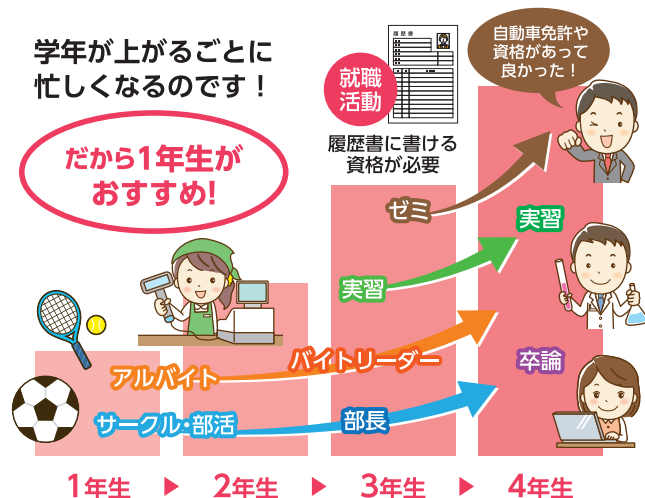 学年が上がるごとに
忙しくなるのです！
だから1年生が
おすすめ!
就職
活動
履歴書
履歴書に書ける
資格が必要
自動車免許や
資格があって
良かった！
ゼミ
実習
実習
アルバイト
バイトリーダー
卒論
サークル・部活
部長
1年生
2年生
3年生
4年生